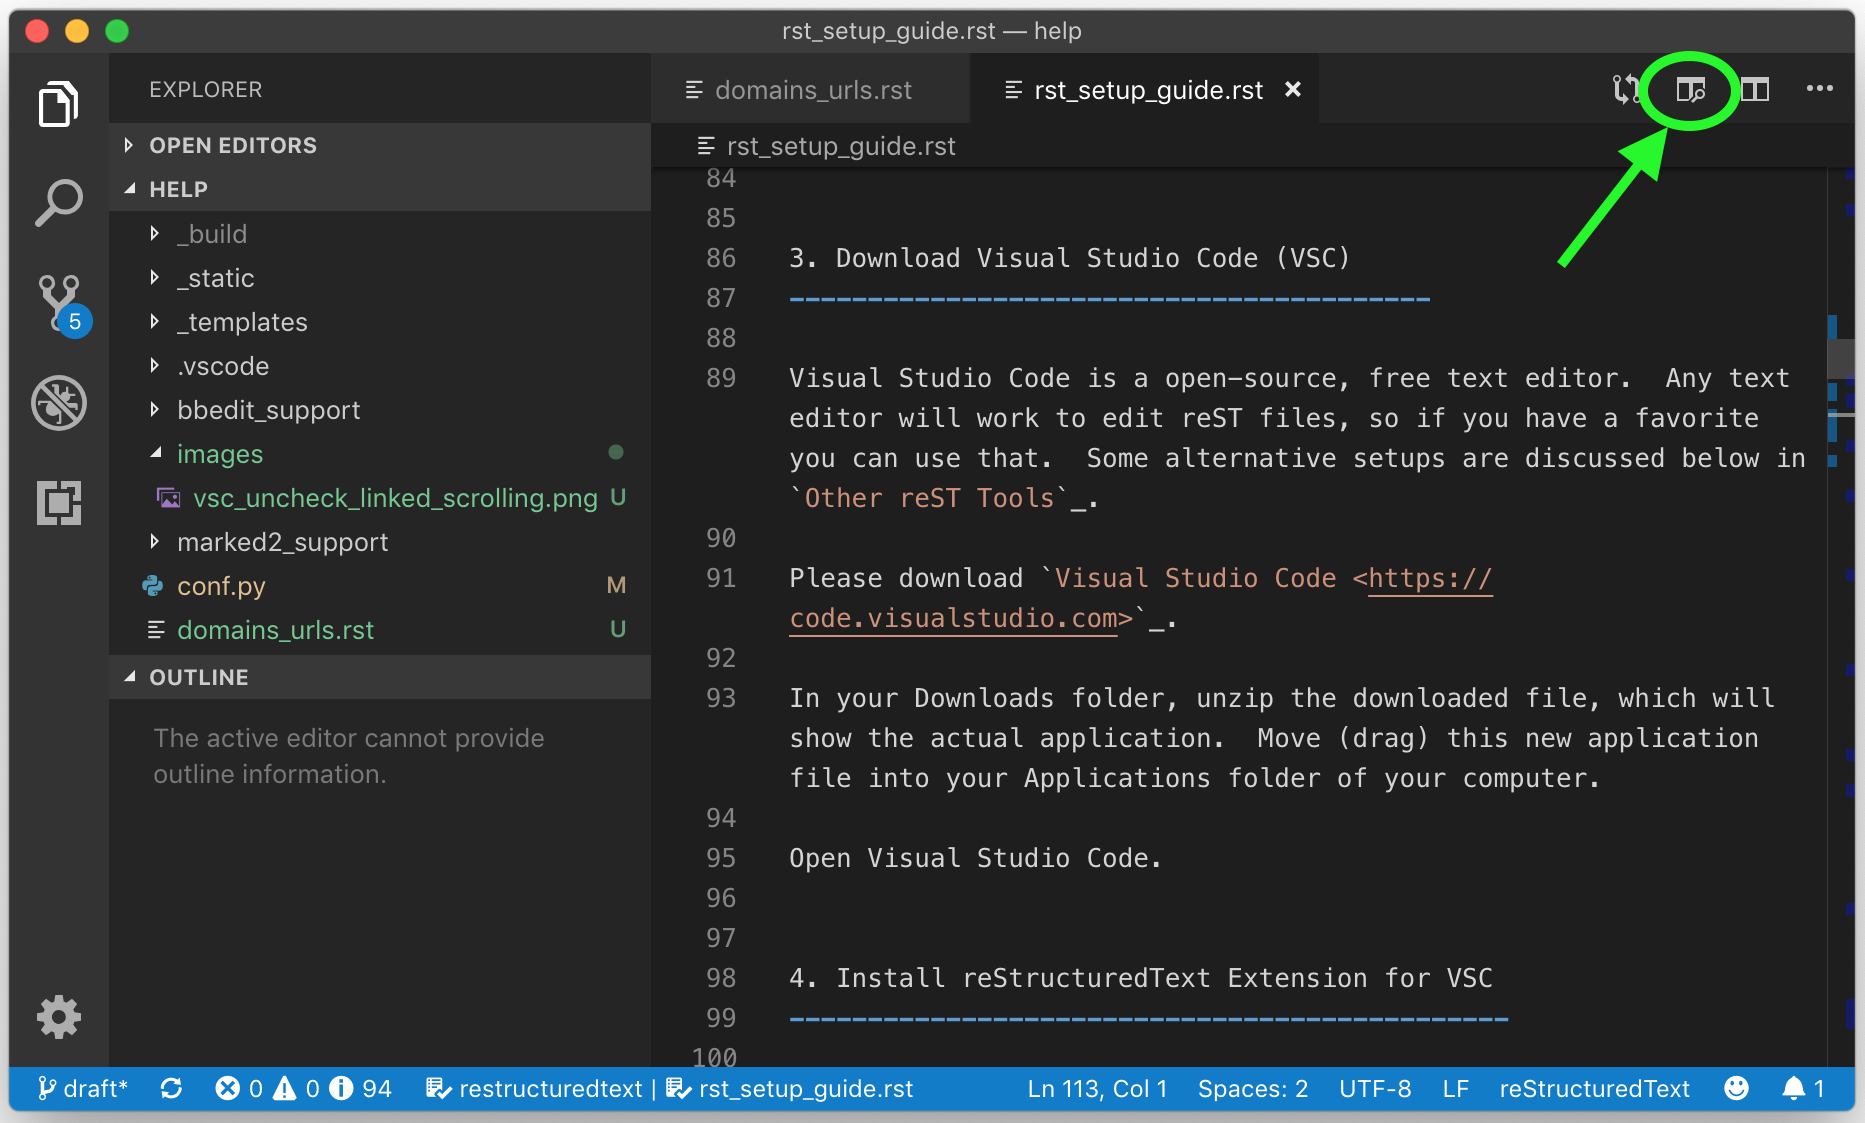 rst_setup_guide.rst — help
EXPLORER
OPEN EDITORS
HELP
_build
_static
_templates
.vscode
bbedit_support
images
vsc_uncheck_linked_scrolling.png U
marked2_support
conf.py M
domains_urls.rst U
OUTLINE
The active editor cannot provide
outline information.
5
domains_urls.rst
rst_setup_guide.rst ×
rst_setup_guide.rst
84
85
86 3. Download Visual Studio Code (VSC)
87 -----------------------------------------
88
89 Visual Studio Code is a open-source, free text editor.  Any text
editor will work to edit reST files, so if you have a favorite
you can use that.  Some alternative setups are discussed below in
`Other reST Tools`_.
90
91 Please download `Visual Studio Code <https://
code.visualstudio.com>`_.
92
93 In your Downloads folder, unzip the downloaded file, which will
show the actual application.  Move (drag) this new application
file into your Applications folder of your computer.
94
95 Open Visual Studio Code.
96
97
98 4. Install reStructuredText Extension for VSC
99 ----------------------------------------------
100
draft* 0 0 94 restructuredtext | rst_setup_guide.rst Ln 113, Col 1 Spaces: 2 UTF-8 LF reStructuredText 1